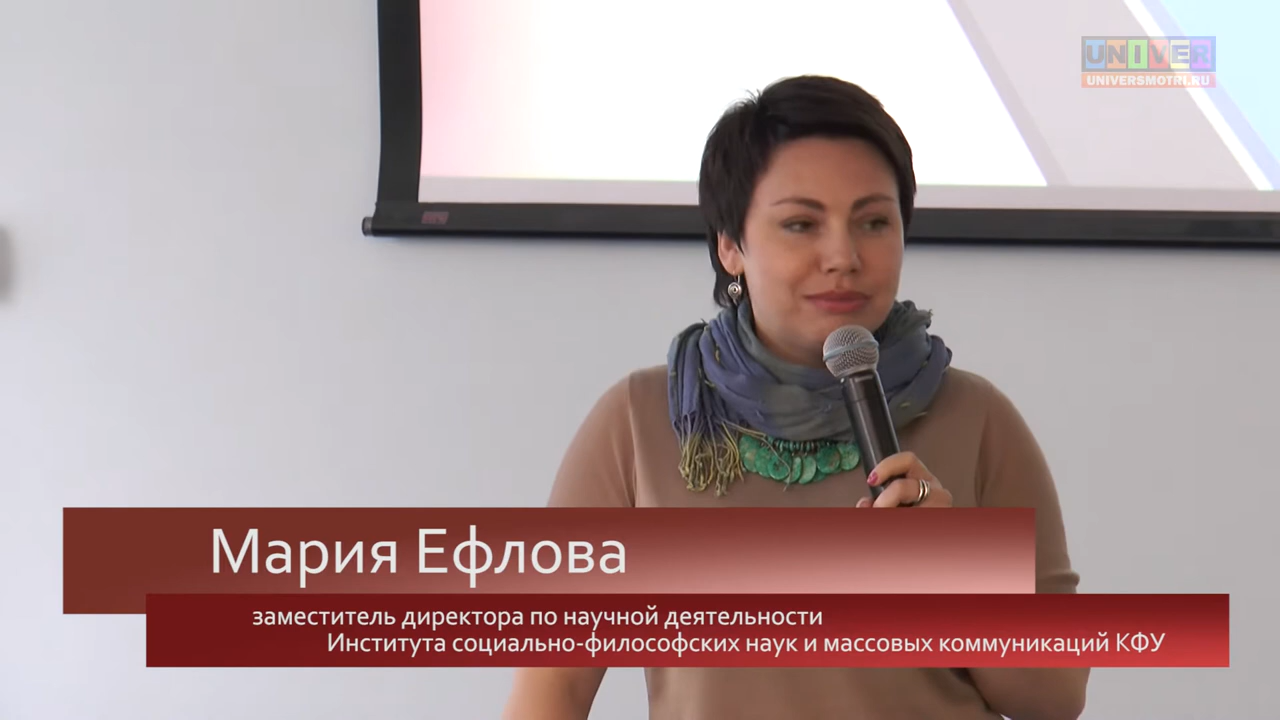 UNIVER
UNIVERSMOTRI.RU
Мария Ефлова
заместитель директора по научной деятельности
Института социально-философских наук и массовых коммуникаций КФУ